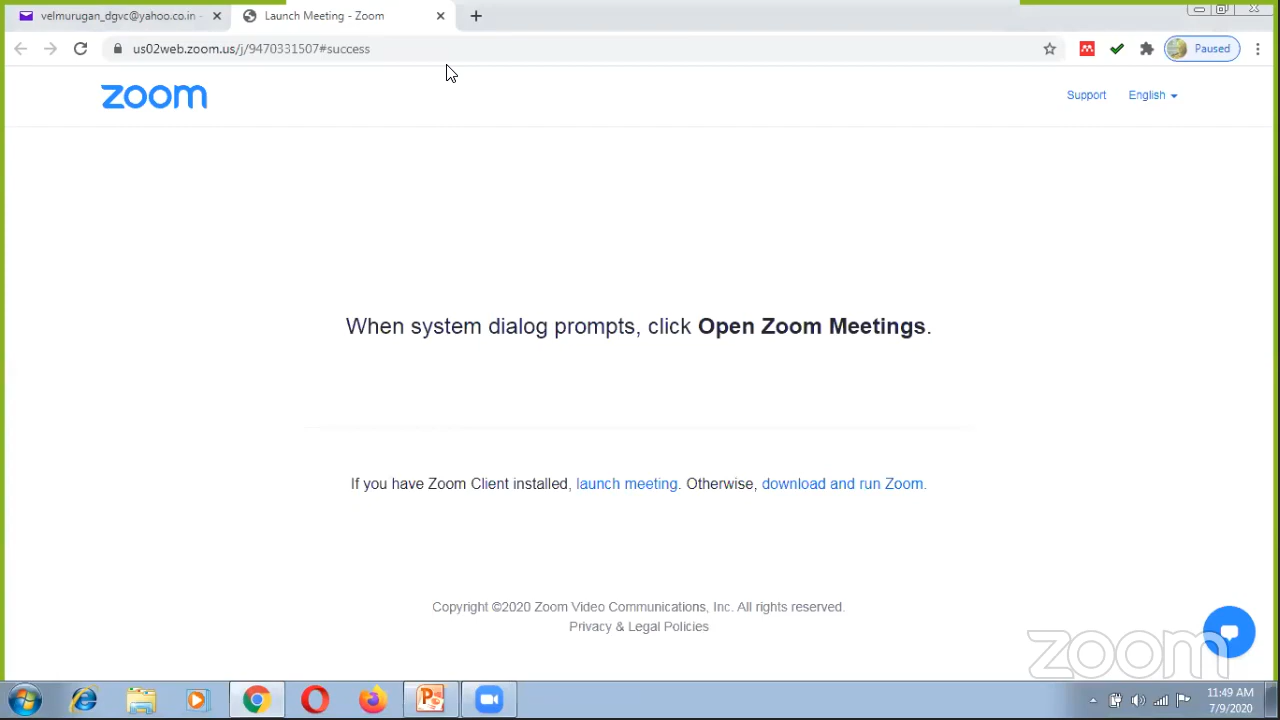 velmurugan_dgvc@yahoo.co.in -
Launch Meeting - Zoom
us02web.zoom.us/j/9470331507#success
Paused
zoom
Support
English
When system dialog prompts, click Open Zoom Meetings.
If you have Zoom Client installed, launch meeting. Otherwise, download and run Zoom.
Copyright ©2020 Zoom Video Communications, Inc. All rights reserved.
Privacy & Legal Policies
zoom
11:49 AM
7/9/2020